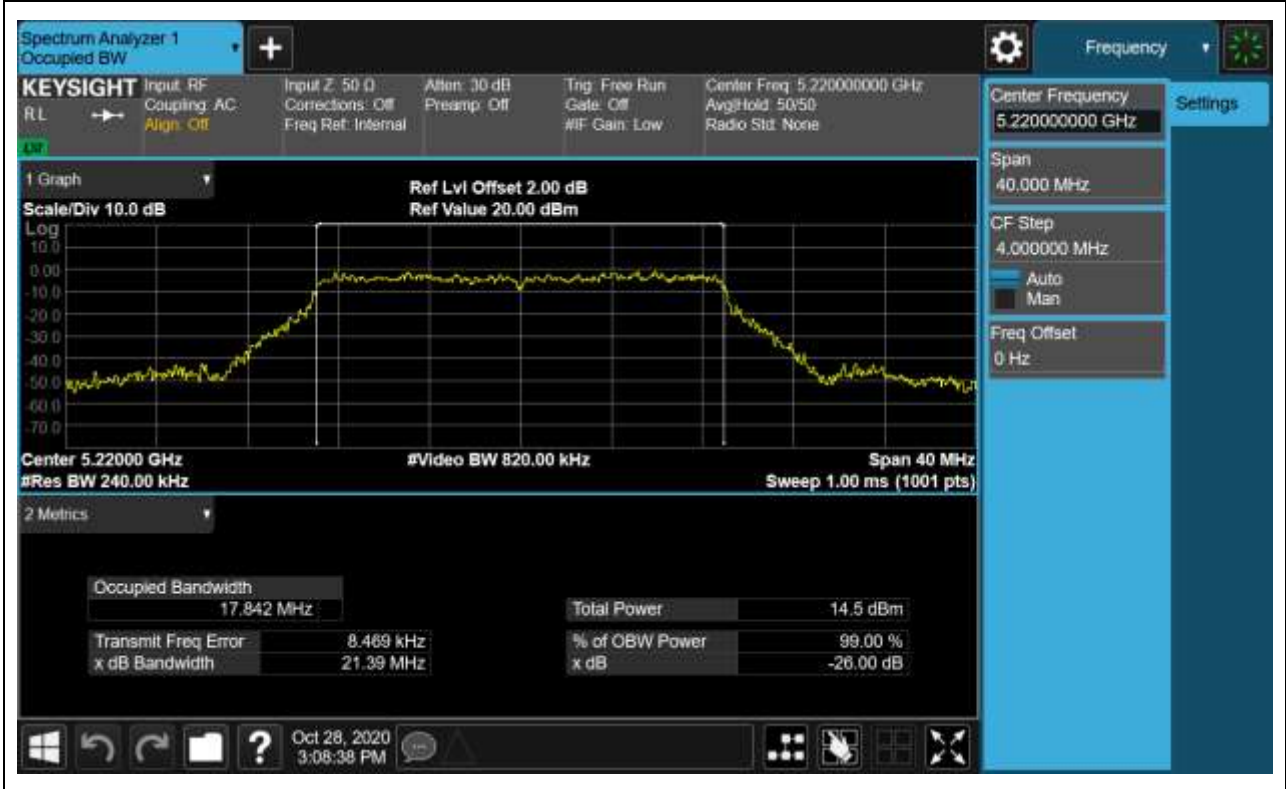 Spectrum Analyzer 1
Occupied BW
Frequency
KEYSIGHT
RL
LXI
Input: RF
Coupling: AC
Align: Off
Input Z: 50 Ω
Corrections: Off
Freq Ref: Internal
Atten: 30 dB
Preamp: Off
Trig: Free Run
Gate: Off
#IF Gain: Low
Center Freq: 5.220000000 GHz
Avg|Hold: 50/50
Radio Std: None
Center Frequency
5.220000000 GHz
Settings
Span
40.000 MHz
CF Step
4.000000 MHz
Auto
Man
Freq Offset
0 Hz
1 Graph
Scale/Div 10.0 dB
Ref Lvl Offset 2.00 dB
Ref Value 20.00 dBm
Log
10.0
0.00
-10.0
-20.0
-30.0
-40.0
-50.0
-60.0
-70.0
Center 5.22000 GHz
#Video BW 820.00 kHz
Span 40 MHz
#Res BW 240.00 kHz
Sweep 1.00 ms (1001 pts)
2 Metrics
Occupied Bandwidth
17.842 MHz
Total Power 14.5 dBm
Transmit Freq Error 8.469 kHz
% of OBW Power 99.00 %
x dB Bandwidth 21.39 MHz
x dB -26.00 dB
?
Oct 28, 2020
3:08:38 PM